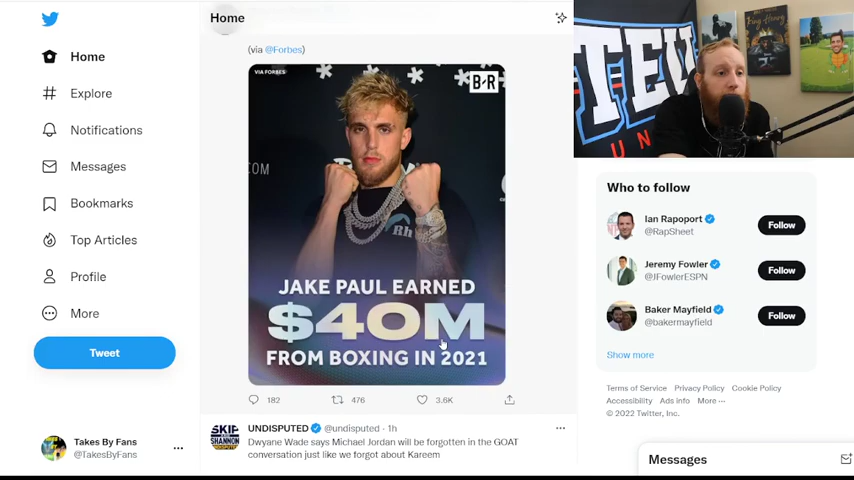 Home
Explore
Notifications
Messages
Bookmarks
Top Articles
Profile
More
Tweet
Takes By Fans
@TakesByFans
Home
(via @Forbes)
VIA FORBES
B/R
.COM
Rh
JAKE PAUL EARNED
$40M
FROM BOXING IN 2021
182
476
3.6K
SKIP
SHANNON
UNDISPUTED @undisputed · 1h
Dwyane Wade says Michael Jordan will be forgotten in the GOAT
conversation just like we forgot about Kareem
Who to follow
Ian Rapoport
@RapSheet
Follow
Jeremy Fowler
@JFowlerESPN
Follow
Baker Mayfield
@bakermayfield
Follow
Show more
Terms of Service Privacy Policy Cookie Policy
Accessibility Ads info More ···
© 2022 Twitter, Inc.
Messages